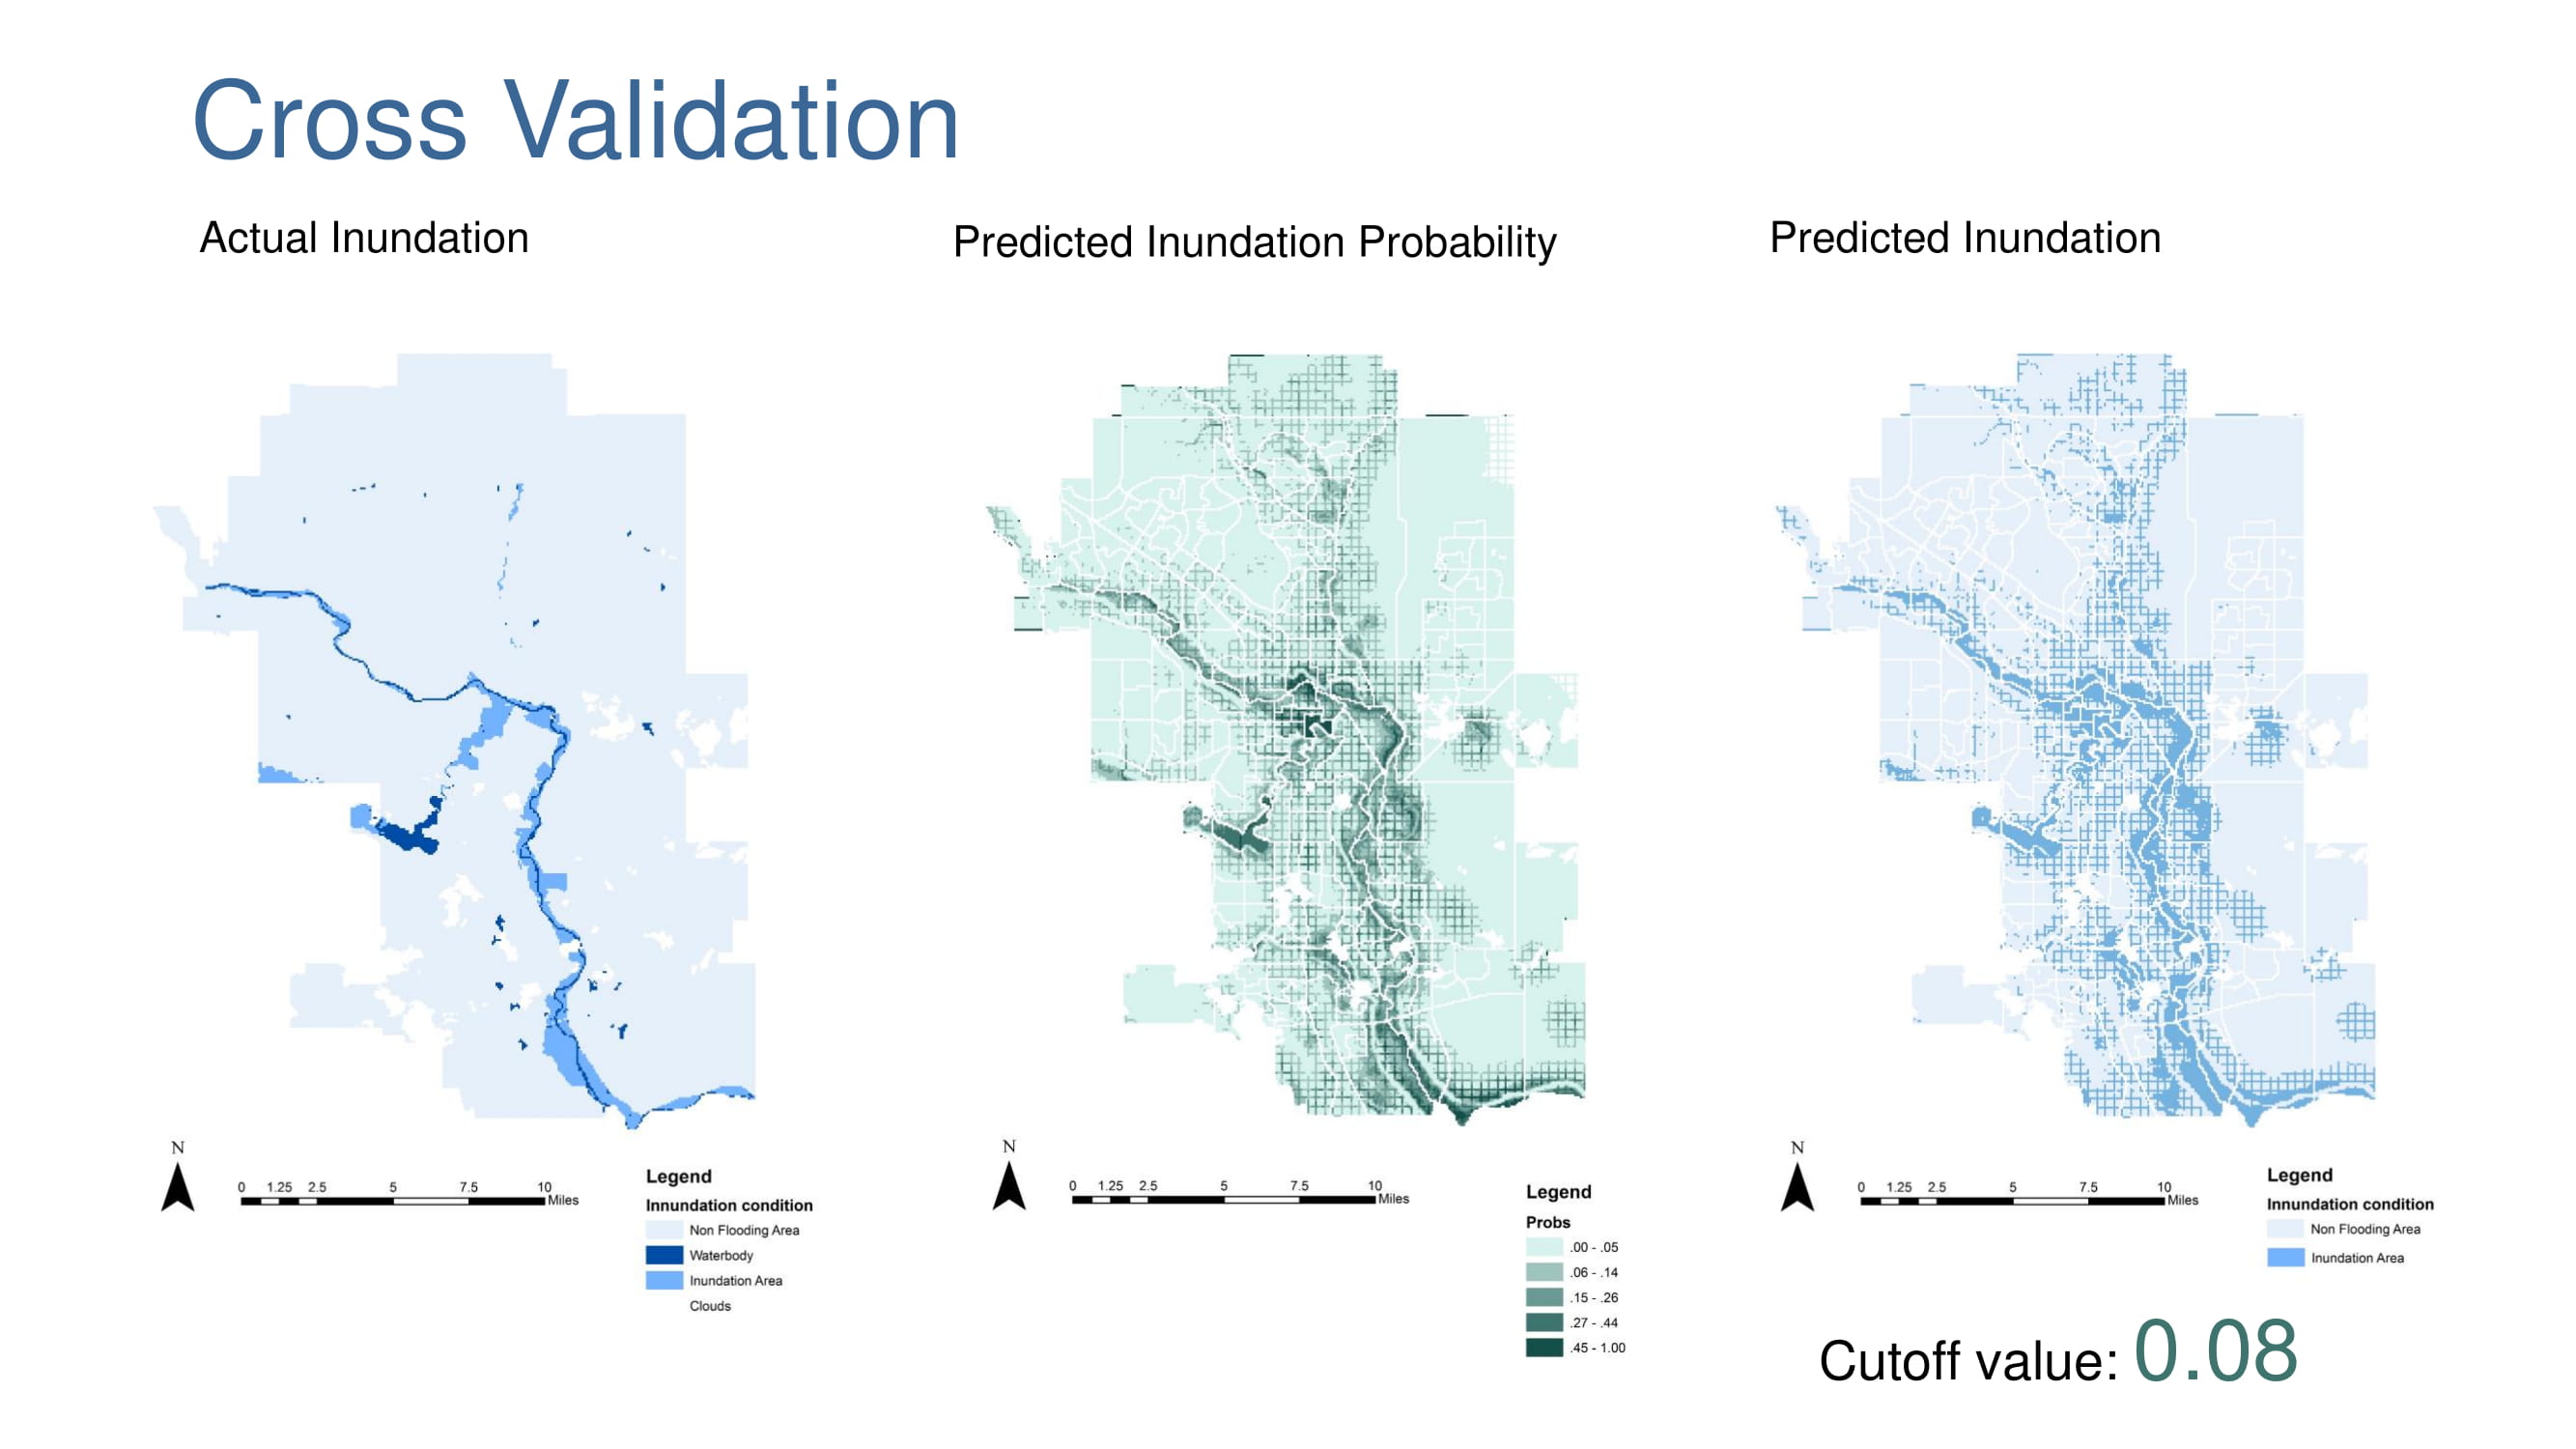 Cross Validation
Actual Inundation
Predicted Inundation Probability
Predicted Inundation
N
0 1.25 2.5 5 7.5 10
Miles
Legend
Innundation condition
Non Flooding Area
Waterbody
Inundation Area
Clouds
N
0 1.25 2.5 5 7.5 10
Miles
Legend
Probs
.00 - .05
.06 - .14
.15 - .26
.27 - .44
.45 - 1.00
N
0 1.25 2.5 5 7.5 10
Miles
Legend
Innundation condition
Non Flooding Area
Inundation Area
Cutoff value: 0.08